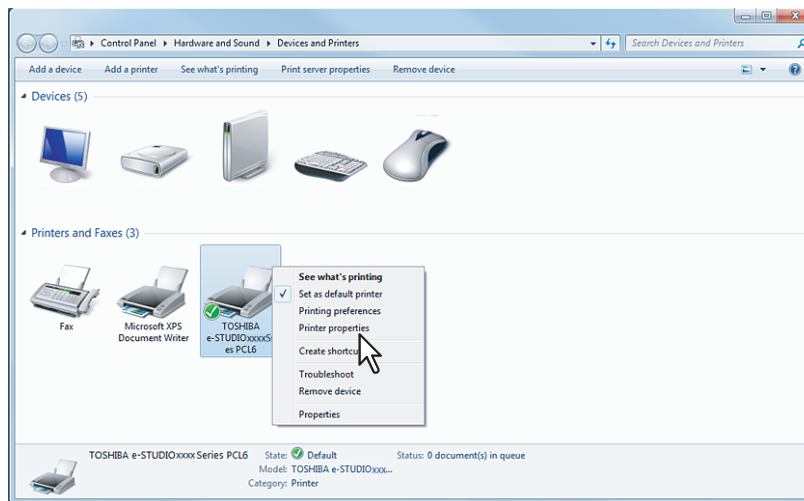 Control Panel ▸ Hardware and Sound ▸ Devices and Printers
Search Devices and Printers
Add a device Add a printer See what's printing Print server properties Remove device
Devices (5)
Printers and Faxes (3)
Fax
Microsoft XPS
Document Writer
TOSHIBA
e-STUDIOxxxxSeri
es PCL6
See what's printing
Set as default printer
Printing preferences
Printer properties
Create shortcu
Troubleshoot
Remove device
Properties
TOSHIBA e-STUDIOxxxx Series PCL6 State: Default Status: 0 document(s) in queue
Model: TOSHIBA e-STUDIOxxx...
Category: Printer